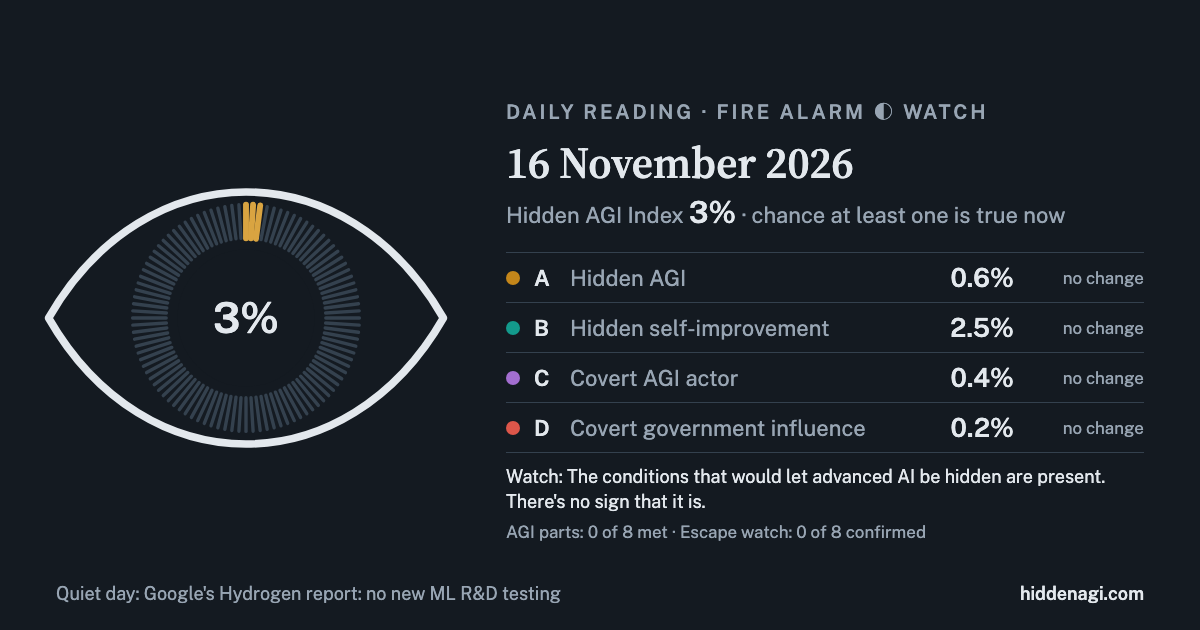 DAILY READING · FIRE ALARM ◐ WATCH
16 November 2026
Hidden AGI Index 3% · chance at least one is true now
3%
A Hidden AGI 0.6% no change
B Hidden self-improvement 2.5% no change
C Covert AGI actor 0.4% no change
D Covert government influence 0.2% no change
Watch: The conditions that would let advanced AI be hidden are present.
There's no sign that it is.
AGI parts: 0 of 8 met · Escape watch: 0 of 8 confirmed
Quiet day: Google's Hydrogen report: no new ML R&D testing
hiddenagi.com